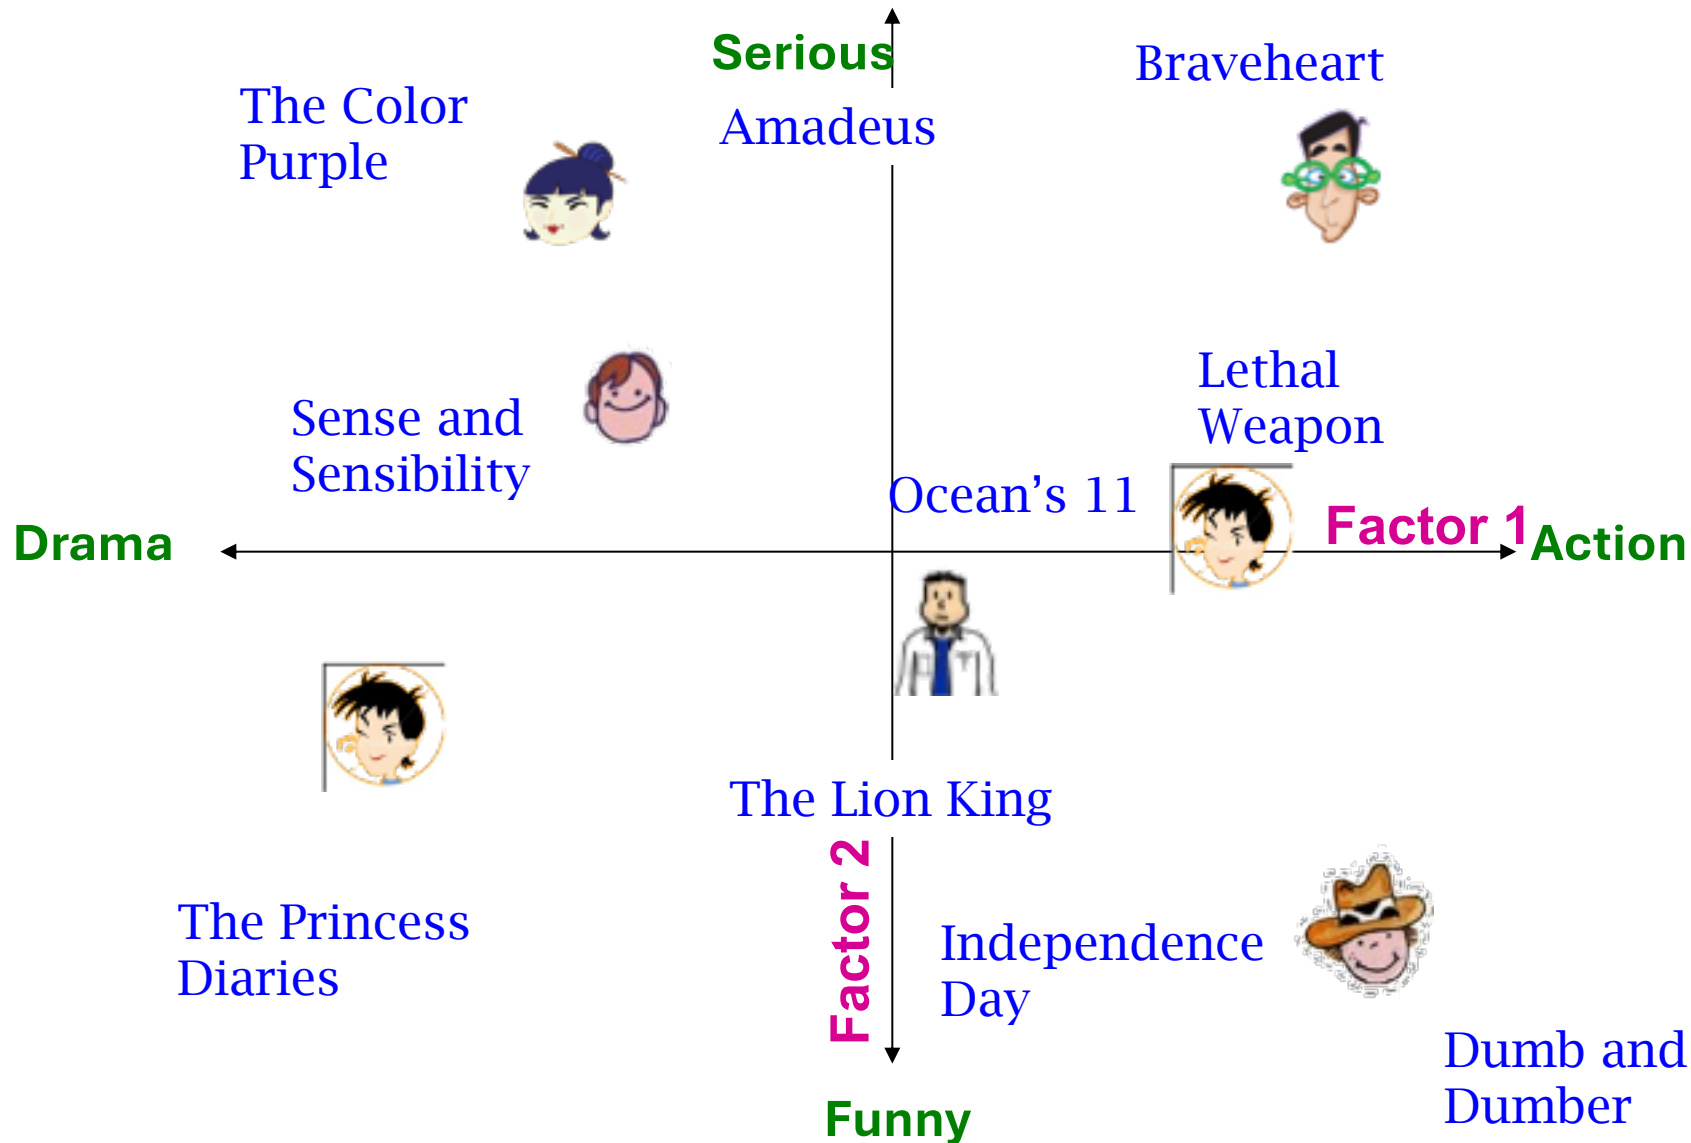 Serious
Braveheart
The Color
Purple
Amadeus
Lethal
Weapon
Sense and
Sensibility
Ocean’s 11
Factor 1
Drama
Action
The Lion King
Factor 2
The Princess
Diaries
Independence
Day
Dumb and
Dumber
Funny